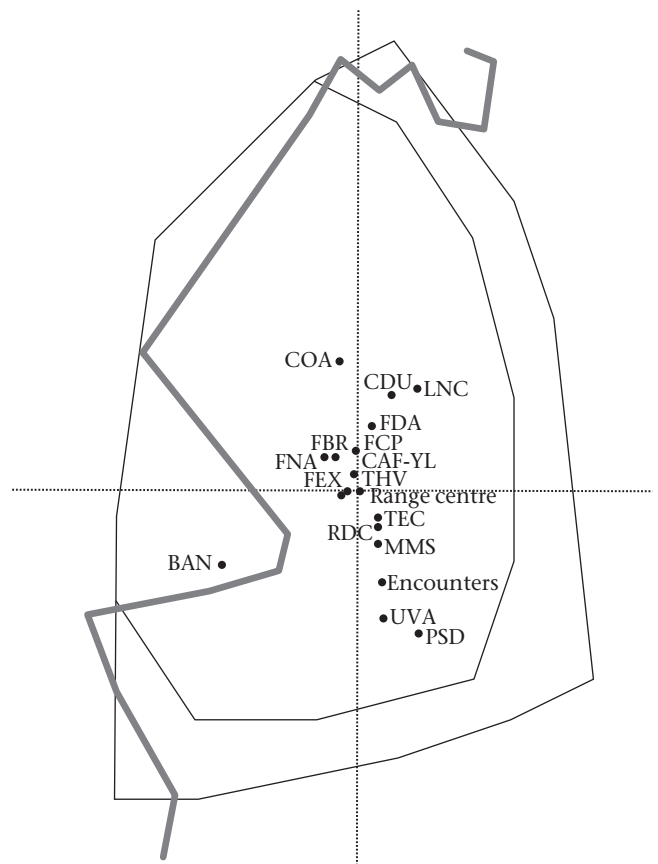 COA
CDU
LNC
FDA
FBR
FCP
FNA
CAF-YL
FEX
THV
Range centre
TEC
RDC
MMS
BAN
Encounters
UVA
PSD